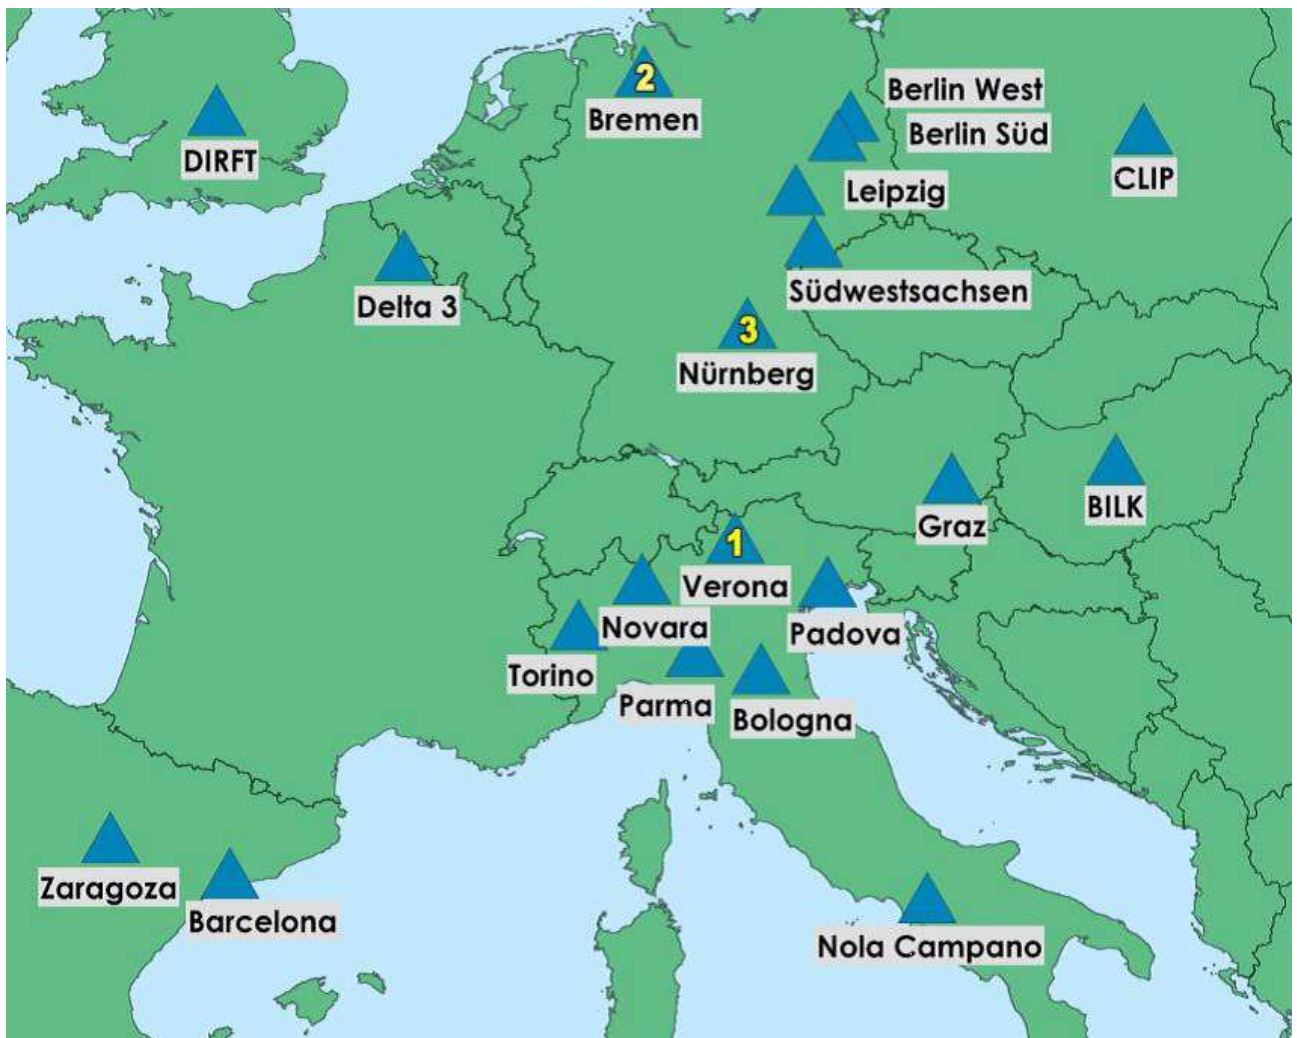 2
Bremen
Berlin West
Berlin Süd
DIRFT
CLIP
Leipzig
Delta 3
Südwestsachsen
3
Nürnberg
BILK
Graz
1
Verona
Novara
Padova
Torino
Parma
Bologna
Zaragoza
Barcelona
Nola Campano